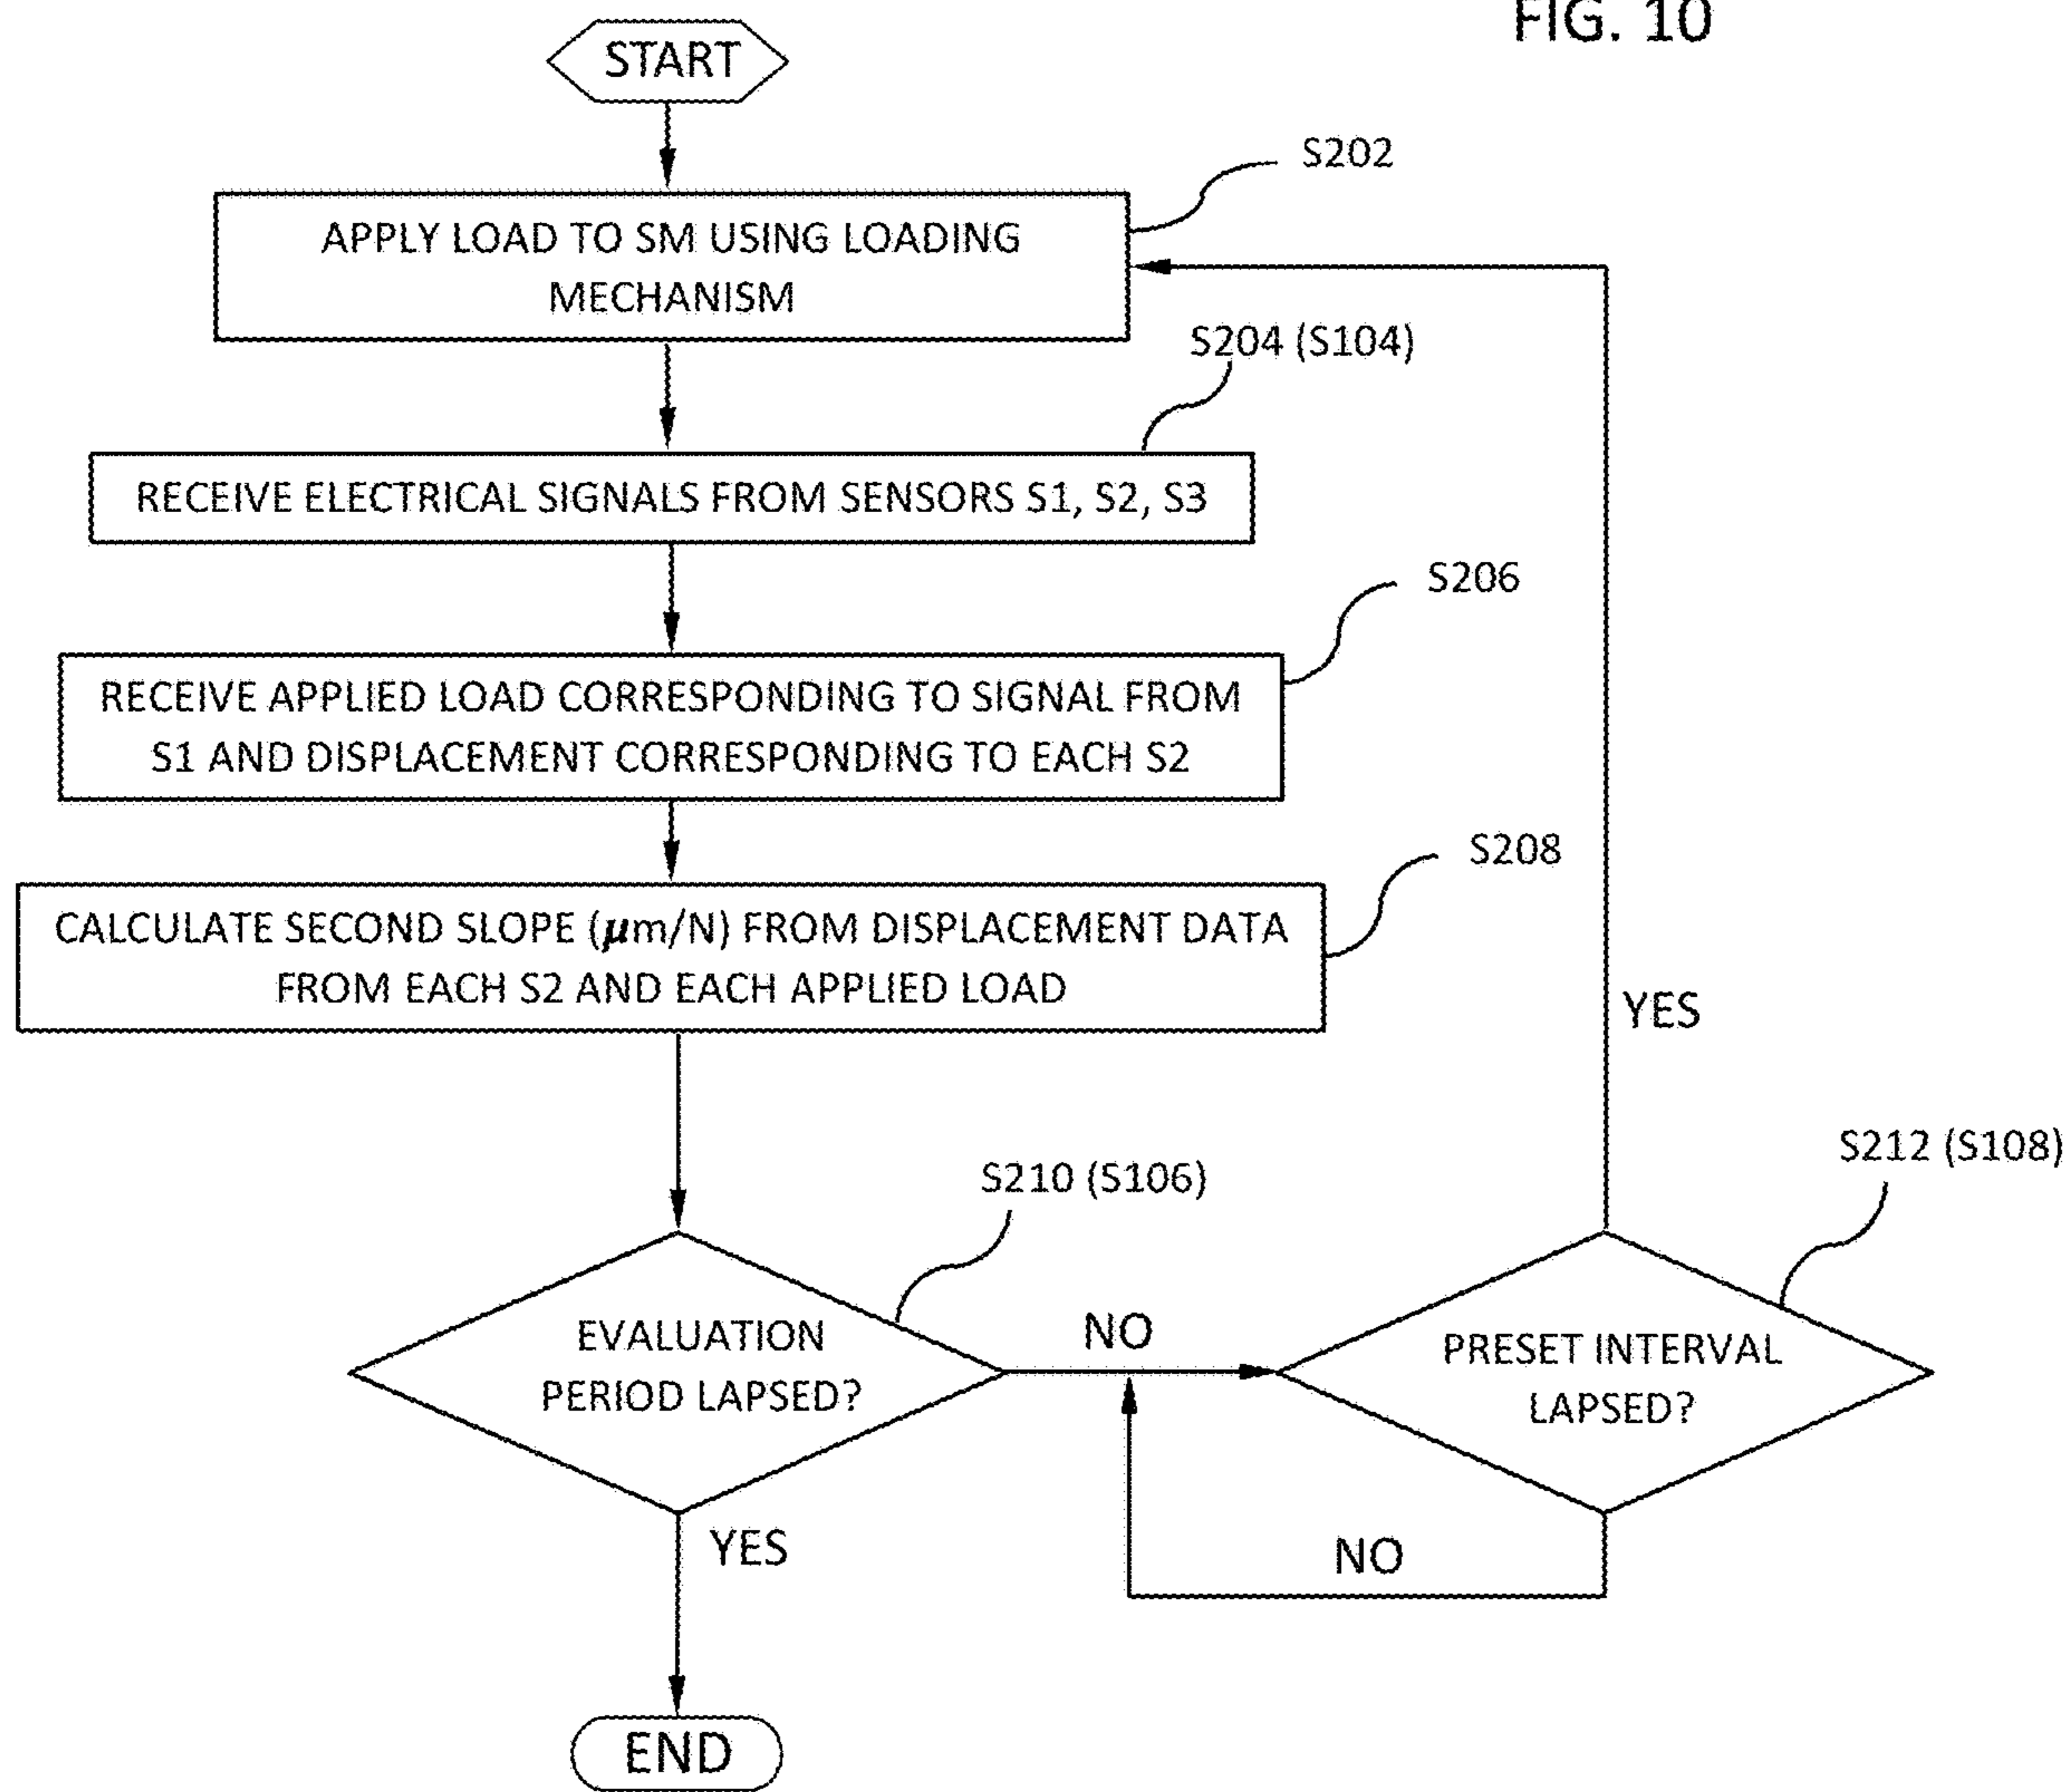 FIG. 10
START
S202
APPLY LOAD TO SM USING LOADING
MECHANISM
S204 (S104)
RECEIVE ELECTRICAL SIGNALS FROM SENSORS S1, S2, S3
S206
RECEIVE APPLIED LOAD CORRESPONDING TO SIGNAL FROM
S1 AND DISPLACEMENT CORRESPONDING TO EACH S2
S208
CALCULATE SECOND SLOPE (μm/N) FROM DISPLACEMENT DATA
FROM EACH S2 AND EACH APPLIED LOAD
YES
S210 (S106)
S212 (S108)
EVALUATION
PERIOD LAPSED?
NO
PRESET INTERVAL
LAPSED?
YES
NO
END